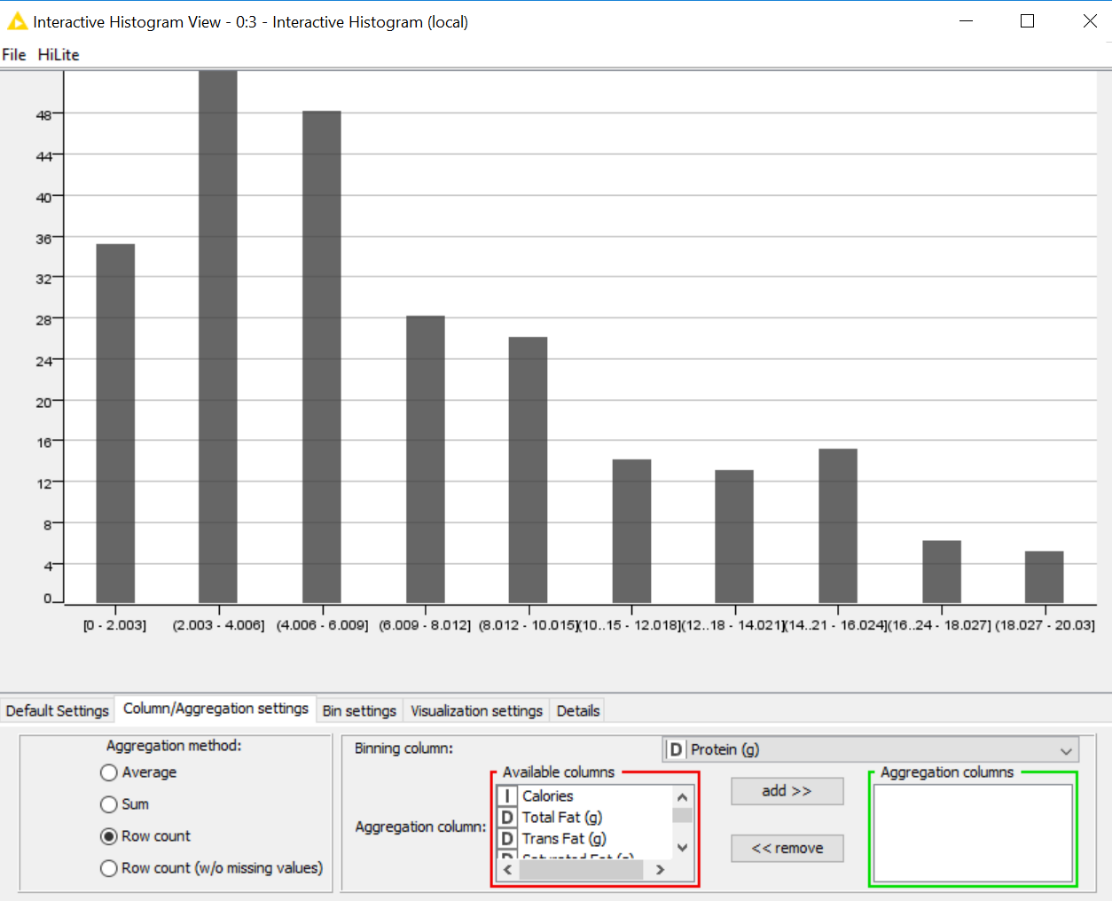 Interactive Histogram View - 0:3 - Interactive Histogram (local)
File HiLite
48
44
40
36
32
28
24
20
16
12
8
4
0
[0 - 2.003] (2.003 - 4.006] (4.006 - 6.009] (6.009 - 8.012] (8.012 - 10.015] (10..15 - 12.018] (12..18 - 14.021] (14..21 - 16.024] (16..24 - 18.027] (18.027 - 20.03]
Default Settings Column/Aggregation settings Bin settings Visualization settings Details
Aggregation method:
Average
Sum
Row count
Row count (w/o missing values)
Binning column: D Protein (g)
Aggregation column:
Available columns
I Calories
D Total Fat (g)
D Trans Fat (g)
D Saturated Fat (g)
add >>
<< remove
Aggregation columns